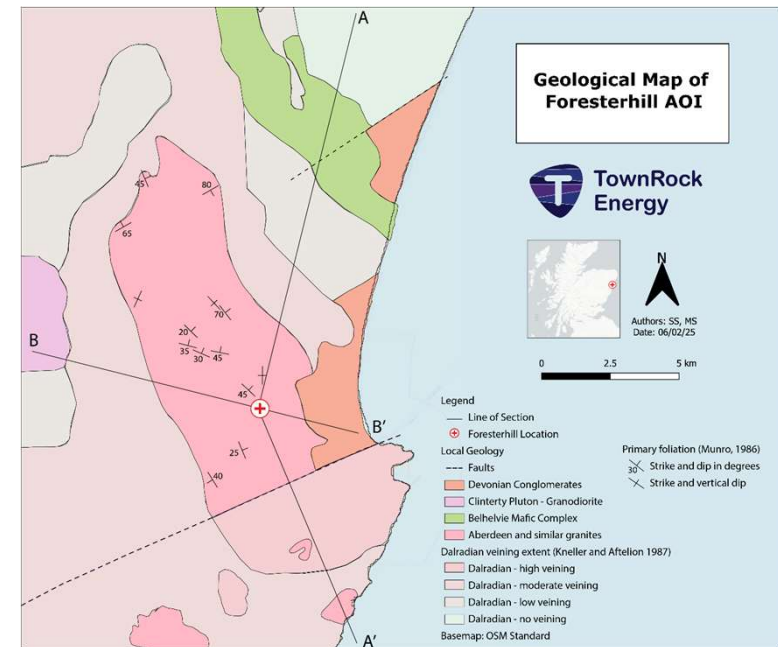 A
Geological Map of
Foresterhill AOI
TownRock
Energy
N
Authors: SS, MS
Date: 06/02/25
0 2.5 5 km
45
80
65
70
20
35
30
45
B
45
B'
25
40
A'
Legend
Line of Section
Foresterhill Location
Local Geology
Faults
Devonian Conglomerates
Clinterty Pluton - Granodiorite
Belhelvie Mafic Complex
Aberdeen and similar granites
Dalradian veining extent (Kneller and Aftelion 1987)
Dalradian - high veining
Dalradian - moderate veining
Dalradian - low veining
Dalradian - no veining
Basemap: OSM Standard
Primary foliation (Munro, 1986)
30 Strike and dip in degrees
Strike and vertical dip